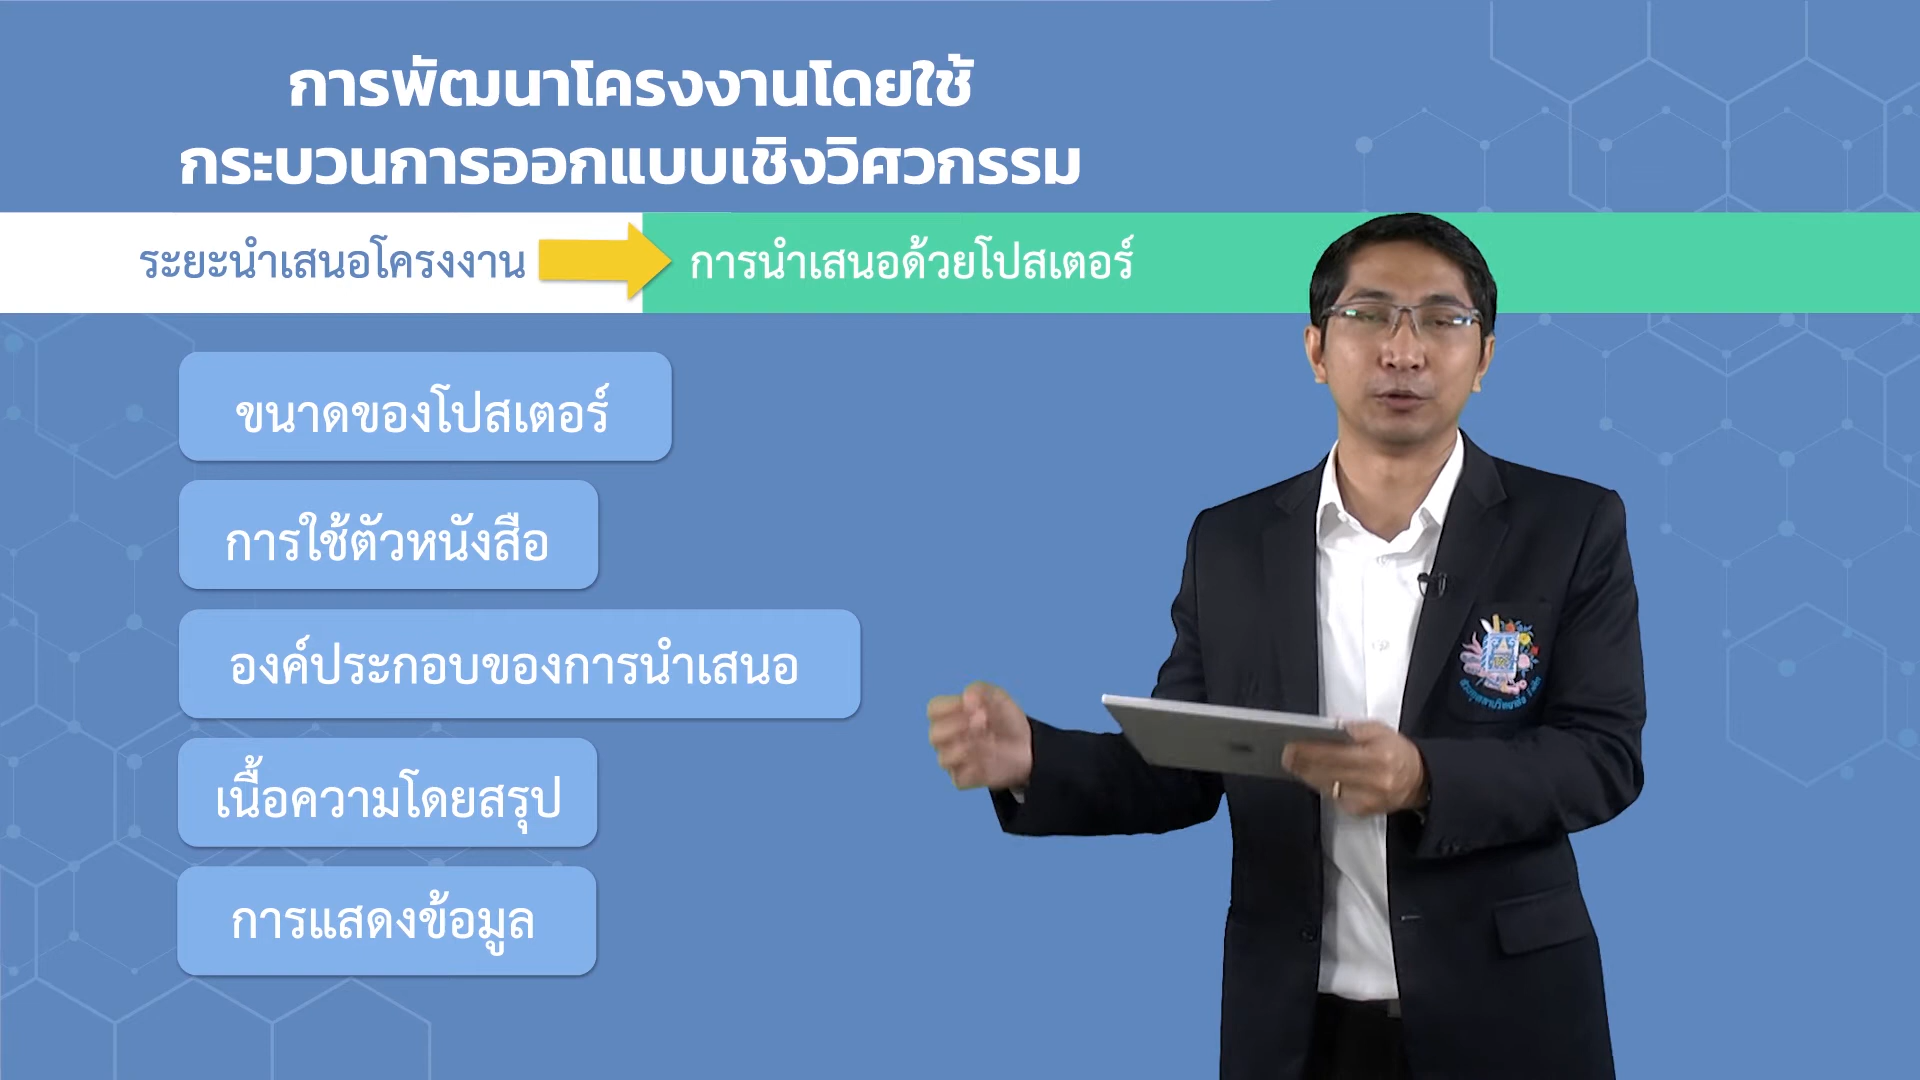 การพัฒนาโครงงานโดยใช้
กระบวนการออกแบบเชิงวิศวกรรม
ระยะนำเสนอโครงงาน
การนำเสนอด้วยโปสเตอร์
ขนาดของโปสเตอร์
การใช้ตัวหนังสือ
องค์ประกอบของการนำเสนอ
เนื้อความโดยสรุป
การแสดงข้อมูล